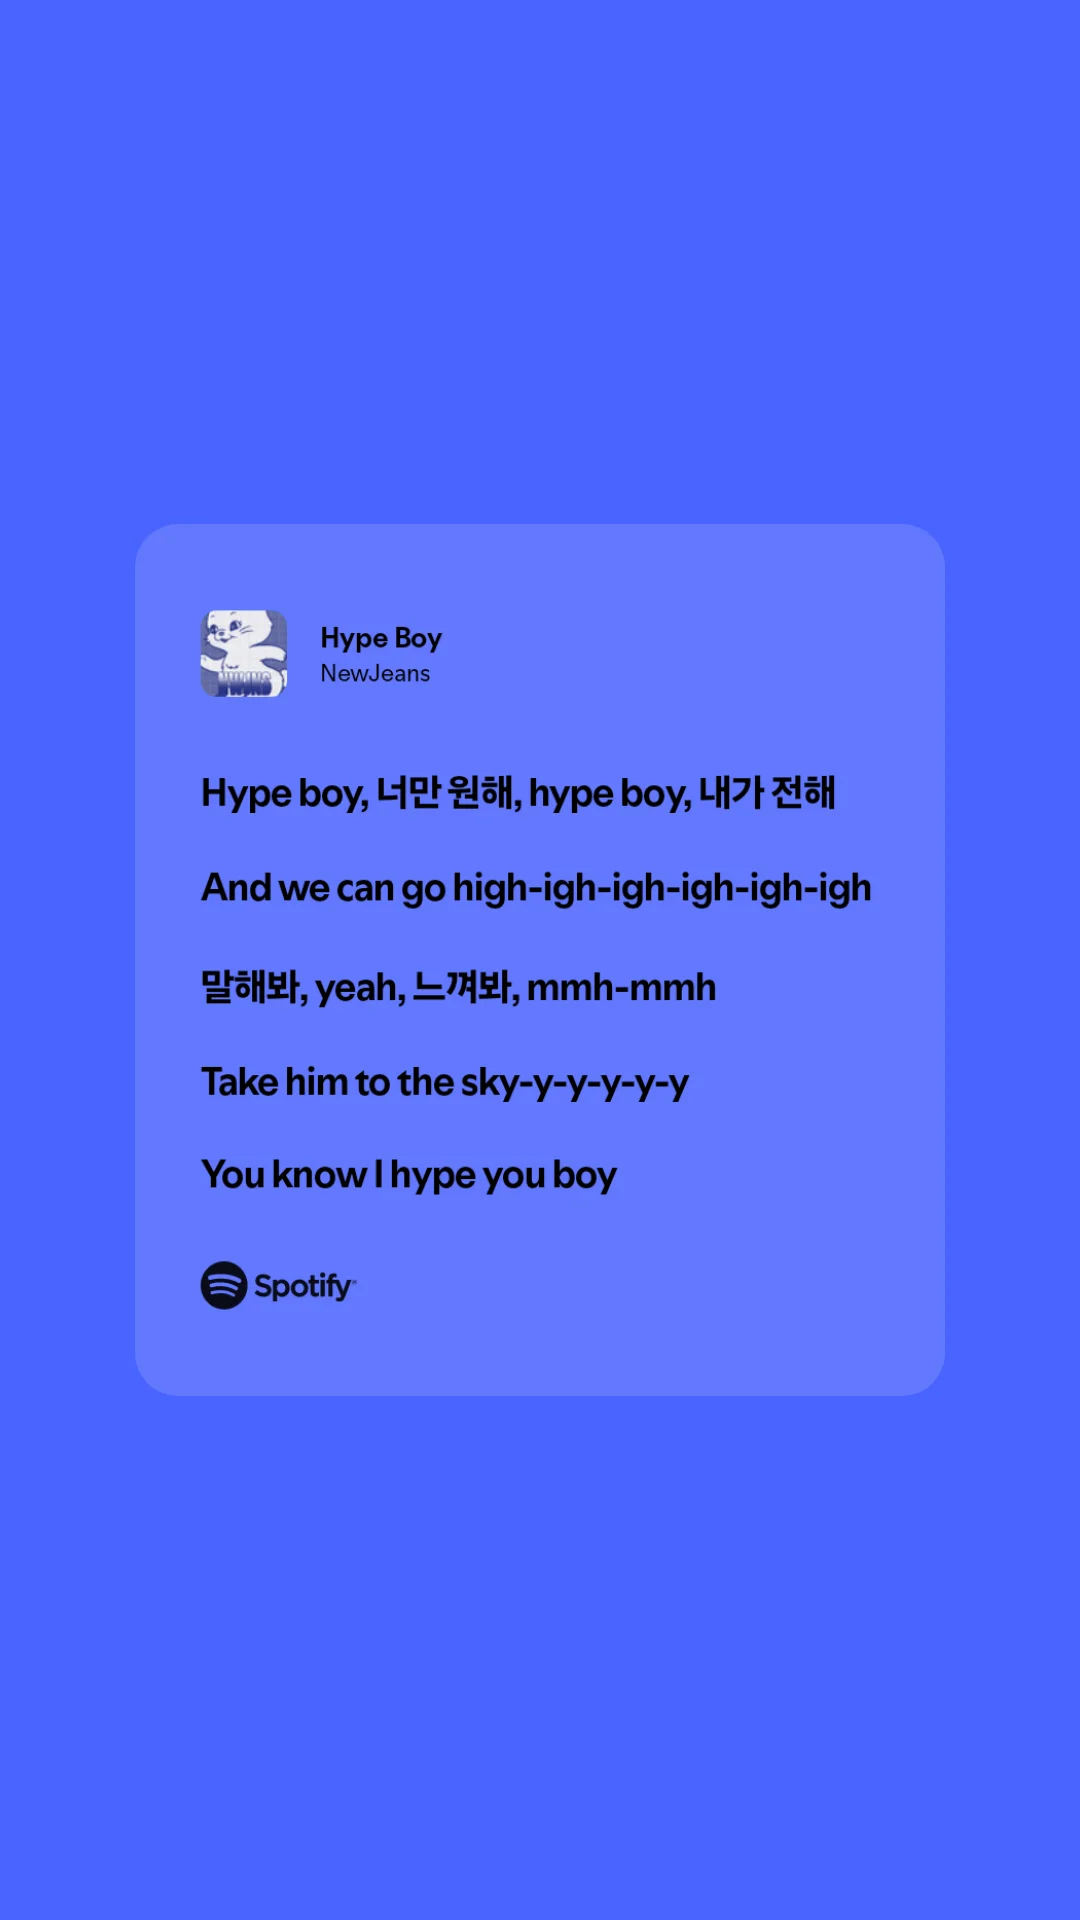 NWJNS
Hype Boy
NewJeans
Hype boy, 너만 원해, hype boy, 내가 전해
And we can go high-igh-igh-igh-igh-igh
말해봐, yeah, 느껴봐, mmh-mmh
Take him to the sky-y-y-y-y-y
You know I hype you boy
Spotify